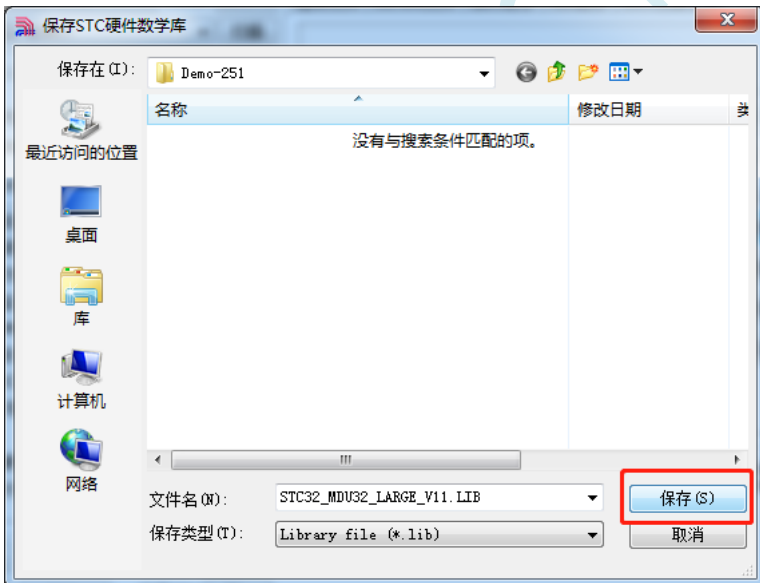 保存STC硬件数学库
保存在(I):
Demo-251
名称
修改日期
没有与搜索条件匹配的项。
最近访问的位置
桌面
库
计算机
网络
文件名(N):
STC32_MDU32_LARGE_V11.LIB
保存(S)
保存类型(T):
Library file (*.lib)
取消